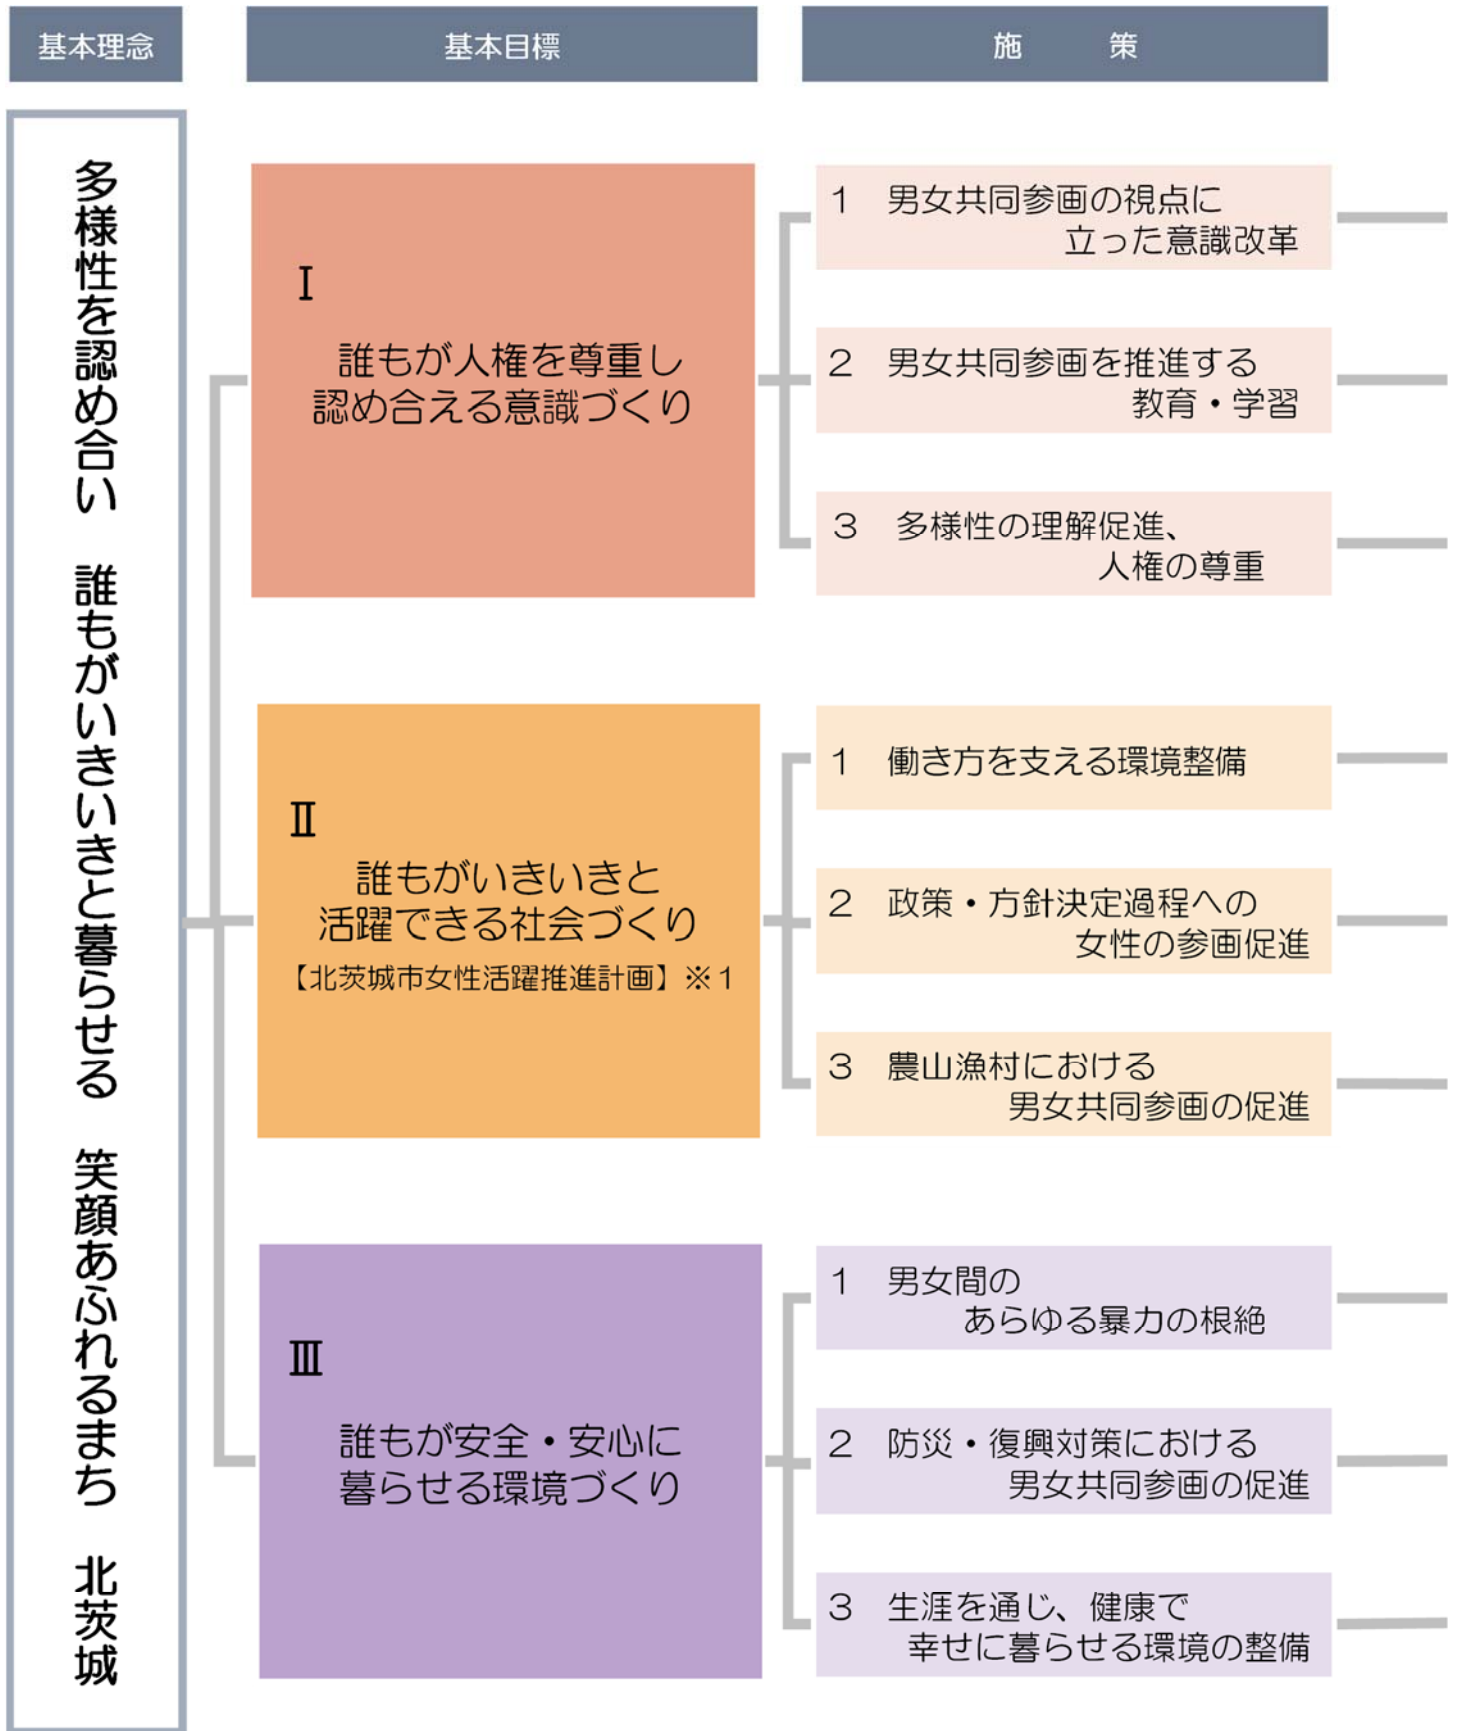 基本理念
基本目標
施　策
多様性を認め合い　誰もがいきいきと暮らせる　笑顔あふれるまち　北茨城
Ⅰ
誰もが人権を尊重し
認め合える意識づくり
1　男女共同参画の視点に
立った意識改革
2　男女共同参画を推進する
教育・学習
3　多様性の理解促進、
人権の尊重
Ⅱ
誰もがいきいきと
活躍できる社会づくり
【北茨城市女性活躍推進計画】※1
1　働き方を支える環境整備
2　政策・方針決定過程への
女性の参画促進
3　農山漁村における
男女共同参画の促進
Ⅲ
誰もが安全・安心に
暮らせる環境づくり
1　男女間の
あらゆる暴力の根絶
2　防災・復興対策における
男女共同参画の促進
3　生涯を通じ、健康で
幸せに暮らせる環境の整備